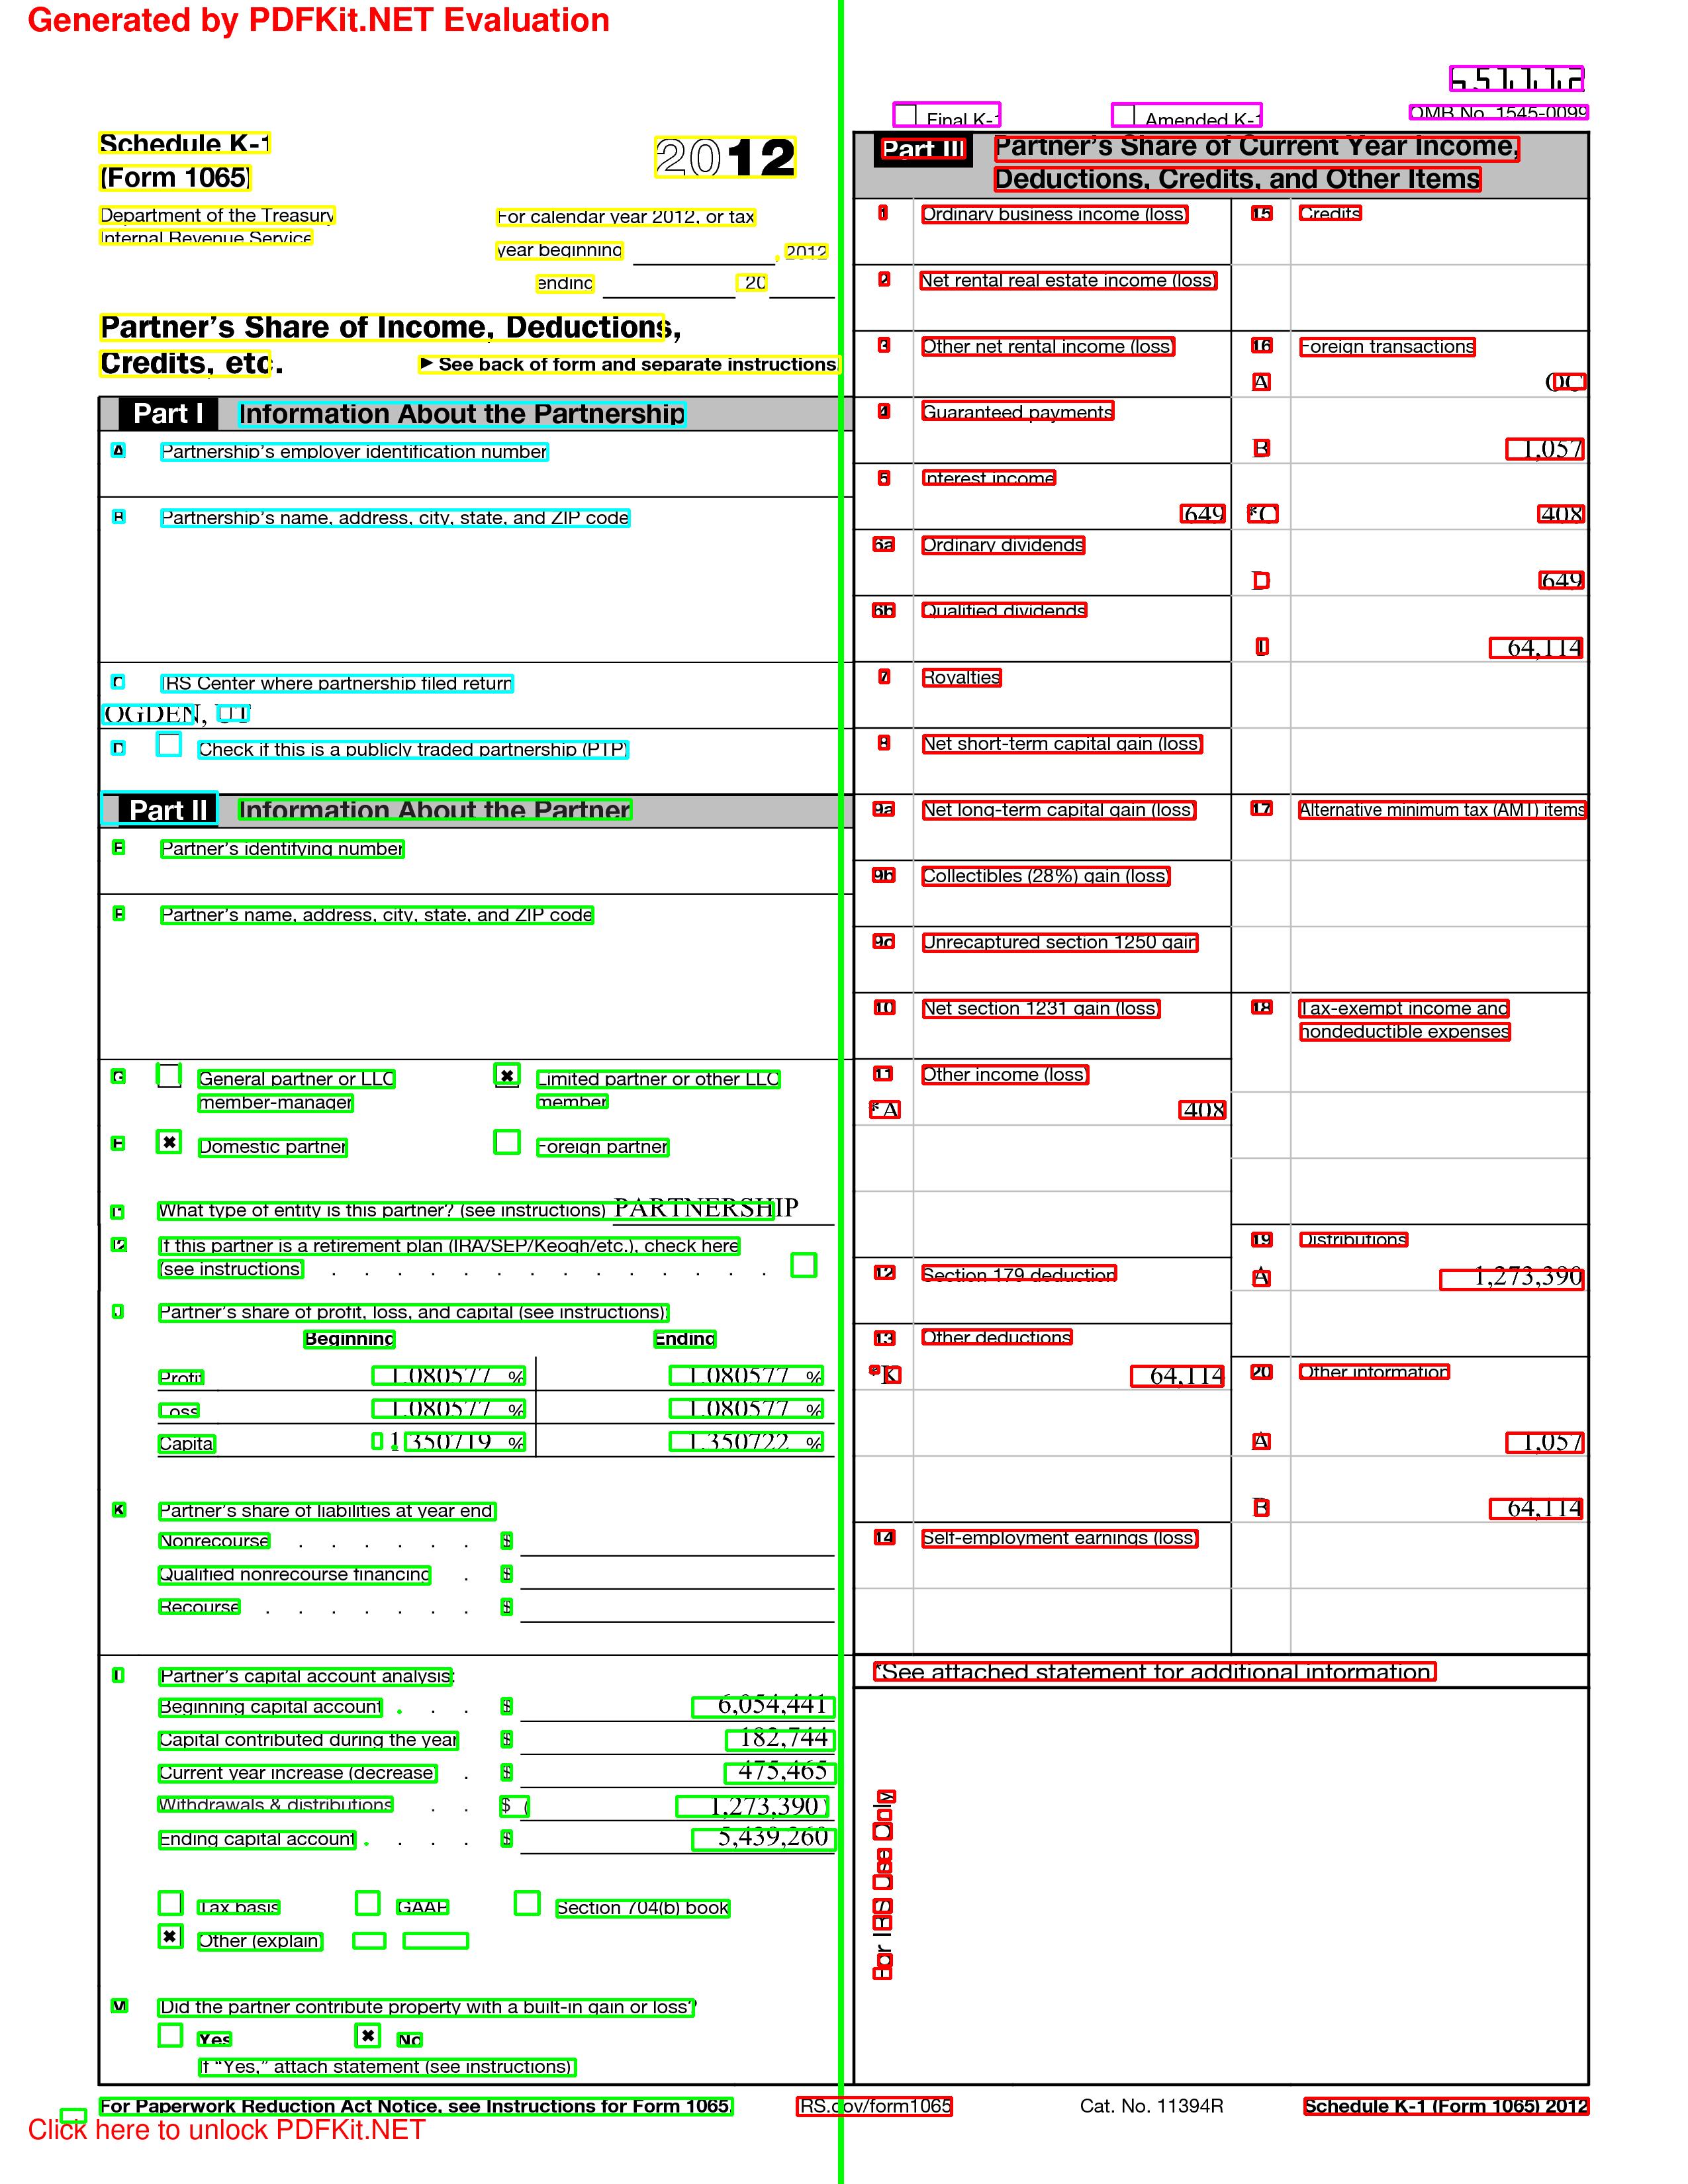 Generated by PDFKit.NET Evaluation
651112
Final K-1
Amended K-1
OMB No. 1545-0099
Schedule K-1
(Form 1065)
2012
Department of the Treasury
Internal Revenue Service
For calendar year 2012, or tax
year beginning , 2012
ending 20
Partner's Share of Income, Deductions,
Credits, etc.
► See back of form and separate instructions.
Part I Information About the Partnership
A Partnership's employer identification number
B Partnership's name, address, city, state, and ZIP code
C IRS Center where partnership filed return
OGDEN, UT
D Check if this is a publicly traded partnership (PTP)
Part II Information About the Partner
E Partner's identifying number
F Partner's name, address, city, state, and ZIP code
G General partner or LLC
member-manager
✖ Limited partner or other LLC
member
H ✖ Domestic partner
Foreign partner
What type of entity is this partner? (see instructions) PARTNERSHIP
If this partner is a retirement plan (IRA/SEP/Keogh/etc.), check here
(see instructions) . . . . . . . . . . . . . .
J Partner's share of profit, loss, and capital (see instructions):
Beginning Ending
Profit 1.080577 % 1.080577 %
Loss 1.080577 % 1.080577 %
Capital 1.350719 % 1.350722 %
K Partner's share of liabilities at year end
Nonrecourse . . . . . . $
Qualified nonrecourse financing . $
Recourse . . . . . . . $
L Partner's capital account analysis:
Beginning capital account . . . $ 6,054,441
Capital contributed during the year $ 182,744
Current year increase (decrease) . $ 475,465
Withdrawals & distributions . . $ ( 1,273,390 )
Ending capital account . . . . $ 5,439,260
Tax basis GAAP Section 704(b) book
✖ Other (explain)
M Did the partner contribute property with a built-in gain or loss?
Yes ✖ No
If "Yes," attach statement (see instructions)
Part III Partner's Share of Current Year Income,
Deductions, Credits, and Other Items
1 Ordinary business income (loss)
2 Net rental real estate income (loss)
3 Other net rental income (loss)
4 Guaranteed payments
5 Interest income
649
6a Ordinary dividends
6b Qualified dividends
7 Royalties
8 Net short-term capital gain (loss)
9a Net long-term capital gain (loss)
9b Collectibles (28%) gain (loss)
9c Unrecaptured section 1250 gain
10 Net section 1231 gain (loss)
11 Other income (loss)
*A 408
12 Section 179 deduction
13 Other deductions
*K 64,114
14 Self-employment earnings (loss)
15 Credits
16 Foreign transactions
A OC
B 1,057
*C 408
D 649
I 64,114
17 Alternative minimum tax (AMT) items
18 Tax-exempt income and
nondeductible expenses
19 Distributions
A 1,273,390
20 Other information
A 1,057
B 64,114
*See attached statement for additional information.
For IRS Use Only
For Paperwork Reduction Act Notice, see Instructions for Form 1065.
IRS.gov/form1065
Cat. No. 11394R
Schedule K-1 (Form 1065) 2012
Click here to unlock PDFKit.NET